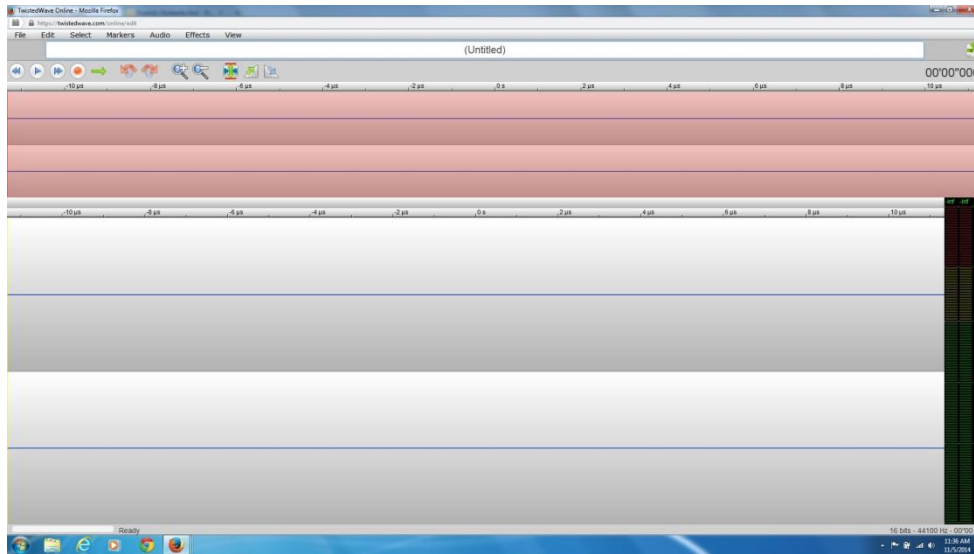 TwistedWave Online - Mozilla Firefox
https://twistedwave.com/online/edit
File Edit Select Markers Audio Effects View
(Untitled)
00'00"00
-10 µs -8 µs -6 µs -4 µs -2 µs 0 s 2 µs 4 µs 6 µs 8 µs 10 µs
-10 µs -8 µs -6 µs -4 µs -2 µs 0 s 2 µs 4 µs 6 µs 8 µs 10 µs
-inf -inf
Ready 16 bits - 44100 Hz - 00'00
11:36 AM
11/5/2014